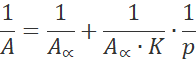 1/A = 1/A∝ + 1/(A∝ · K) · 1/p